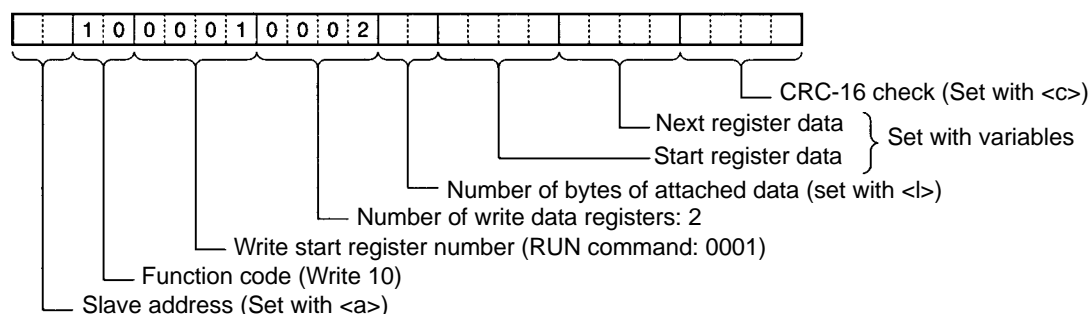 1 0 0 0 0 1 0 0 0 2
CRC-16 check (Set with <c>)
Next register data
Set with variables
Start register data
Number of bytes of attached data (set with <l>)
Number of write data registers: 2
Write start register number (RUN command: 0001)
Function code (Write 10)
Slave address (Set with <a>)